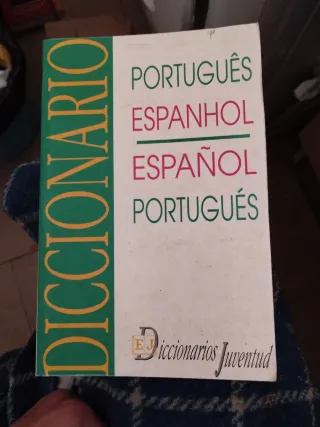 DICCIONARIO
PORTUGUÊS
ESPANHOL
ESPAÑOL
PORTUGUÉS
EJ
Diccionarios Juventud